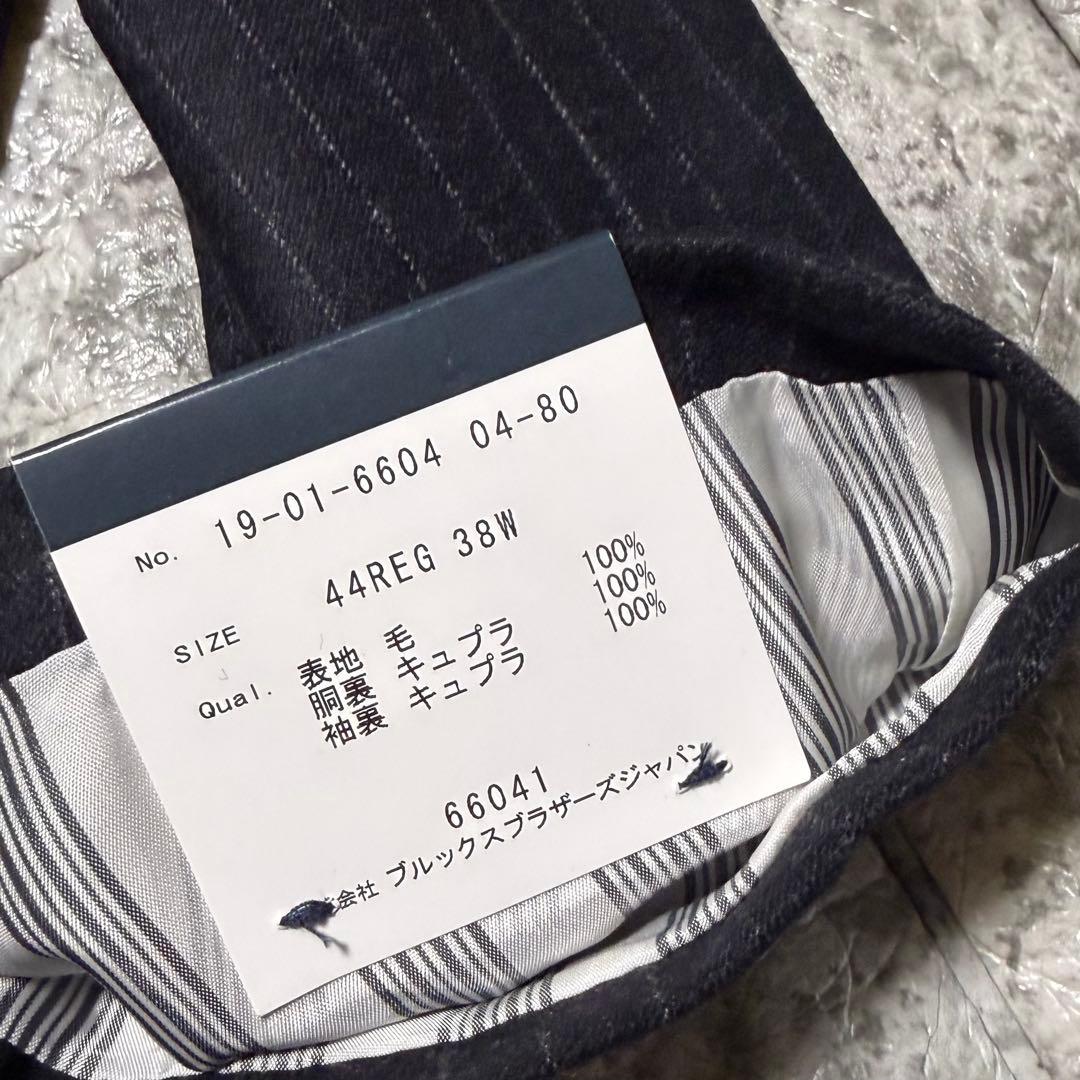 No. 19-01-6604 04-80
SIZE 44REG 38W
Qual. 表地 毛 100%
胴裏 キュプラ 100%
袖裏 キュプラ 100%
66041
会社 ブルックスブラザーズジャパン